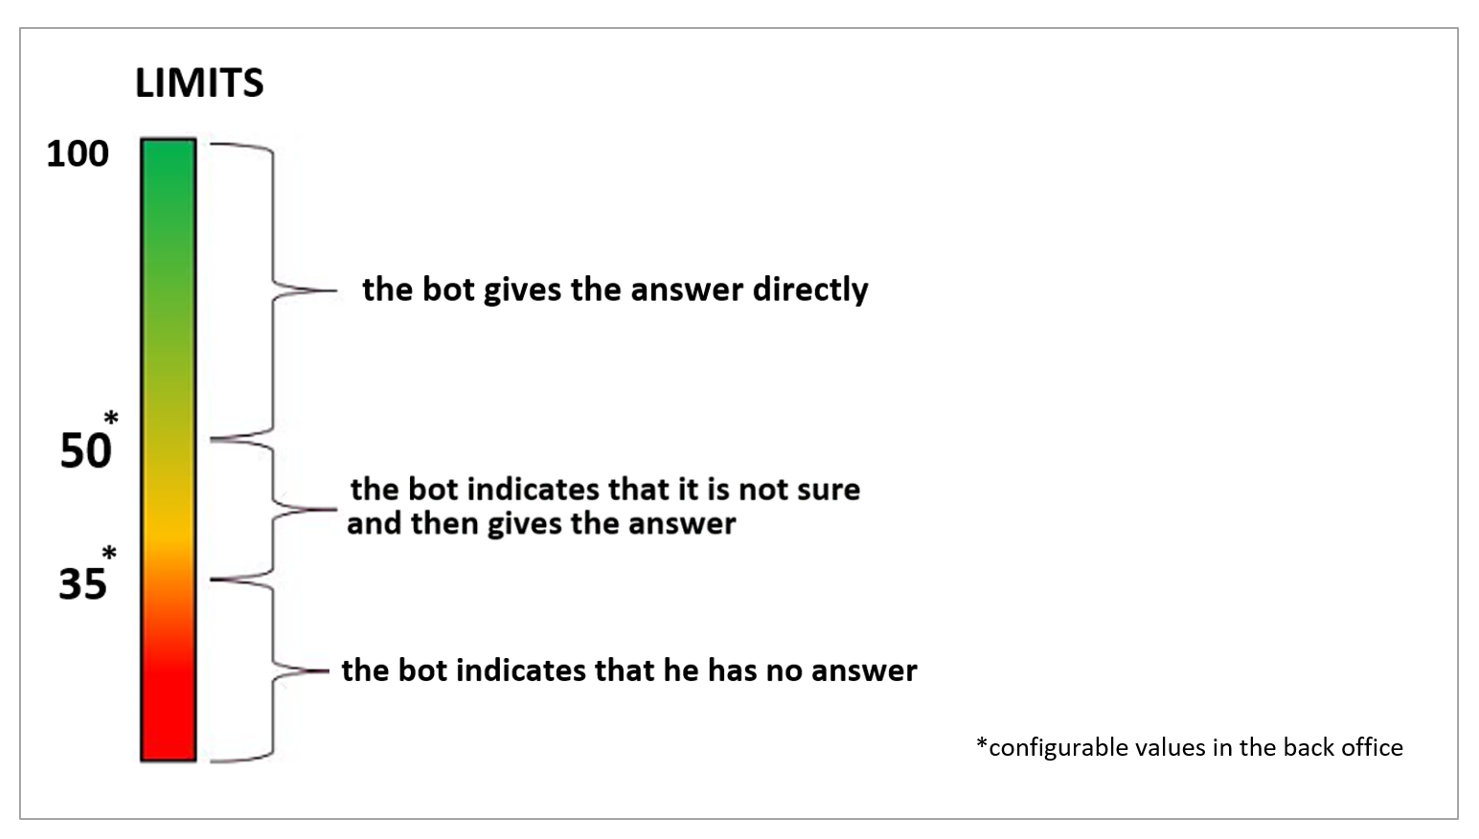 LIMITS
100
the bot gives the answer directly
*
50
the bot indicates that it is not sure
and then gives the answer
*
35
the bot indicates that he has no answer
*configurable values in the back office